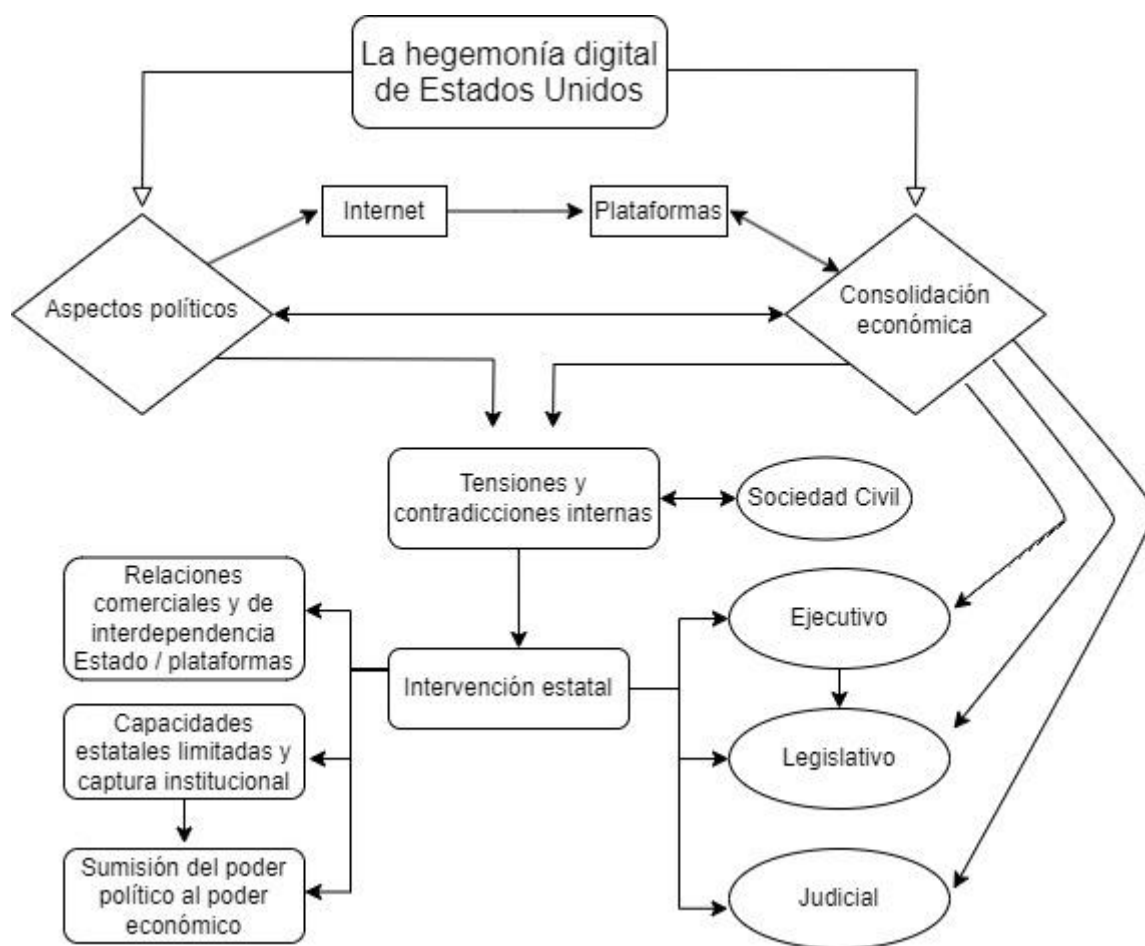 La hegemonía digital
de Estados Unidos
Internet
Plataformas
Aspectos políticos
Consolidación
económica
Tensiones y
contradicciones internas
Sociedad Civil
Relaciones
comerciales y de
interdependencia
Estado / plataformas
Ejecutivo
Intervención estatal
Capacidades
estatales limitadas y
captura institucional
Legislativo
Sumisión del poder
político al poder
económico
Judicial